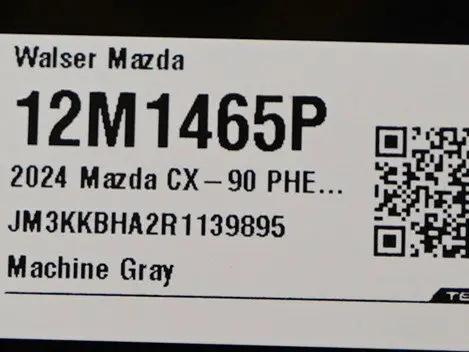 Walser Mazda
12M1465P
2024 Mazda CX-90 PHE...
JM3KKBHA2R1139895
Machine Gray